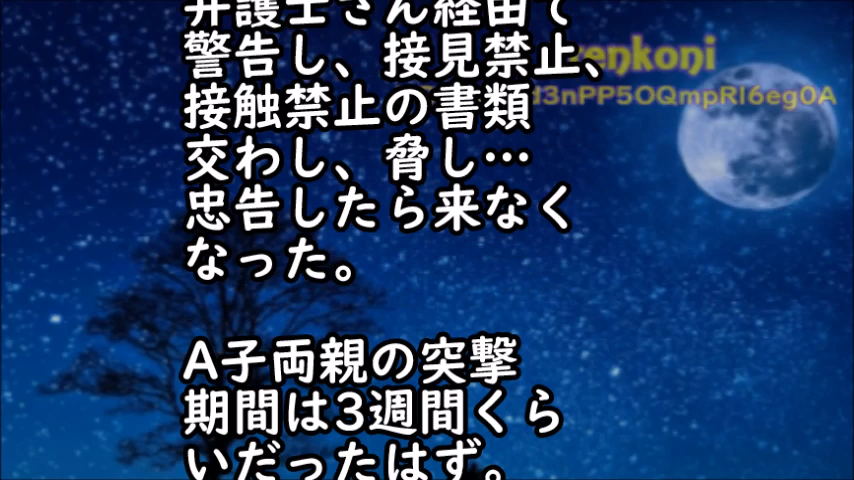 弁護士さん経由で
警告し、接見禁止、
接触禁止の書類
交わし、脅し…
忠告したら来なく
なった。
A子両親の突撃
期間は3週間くら
いだったはず。
enkoni
d3nPP5OQmpRI6eg0A